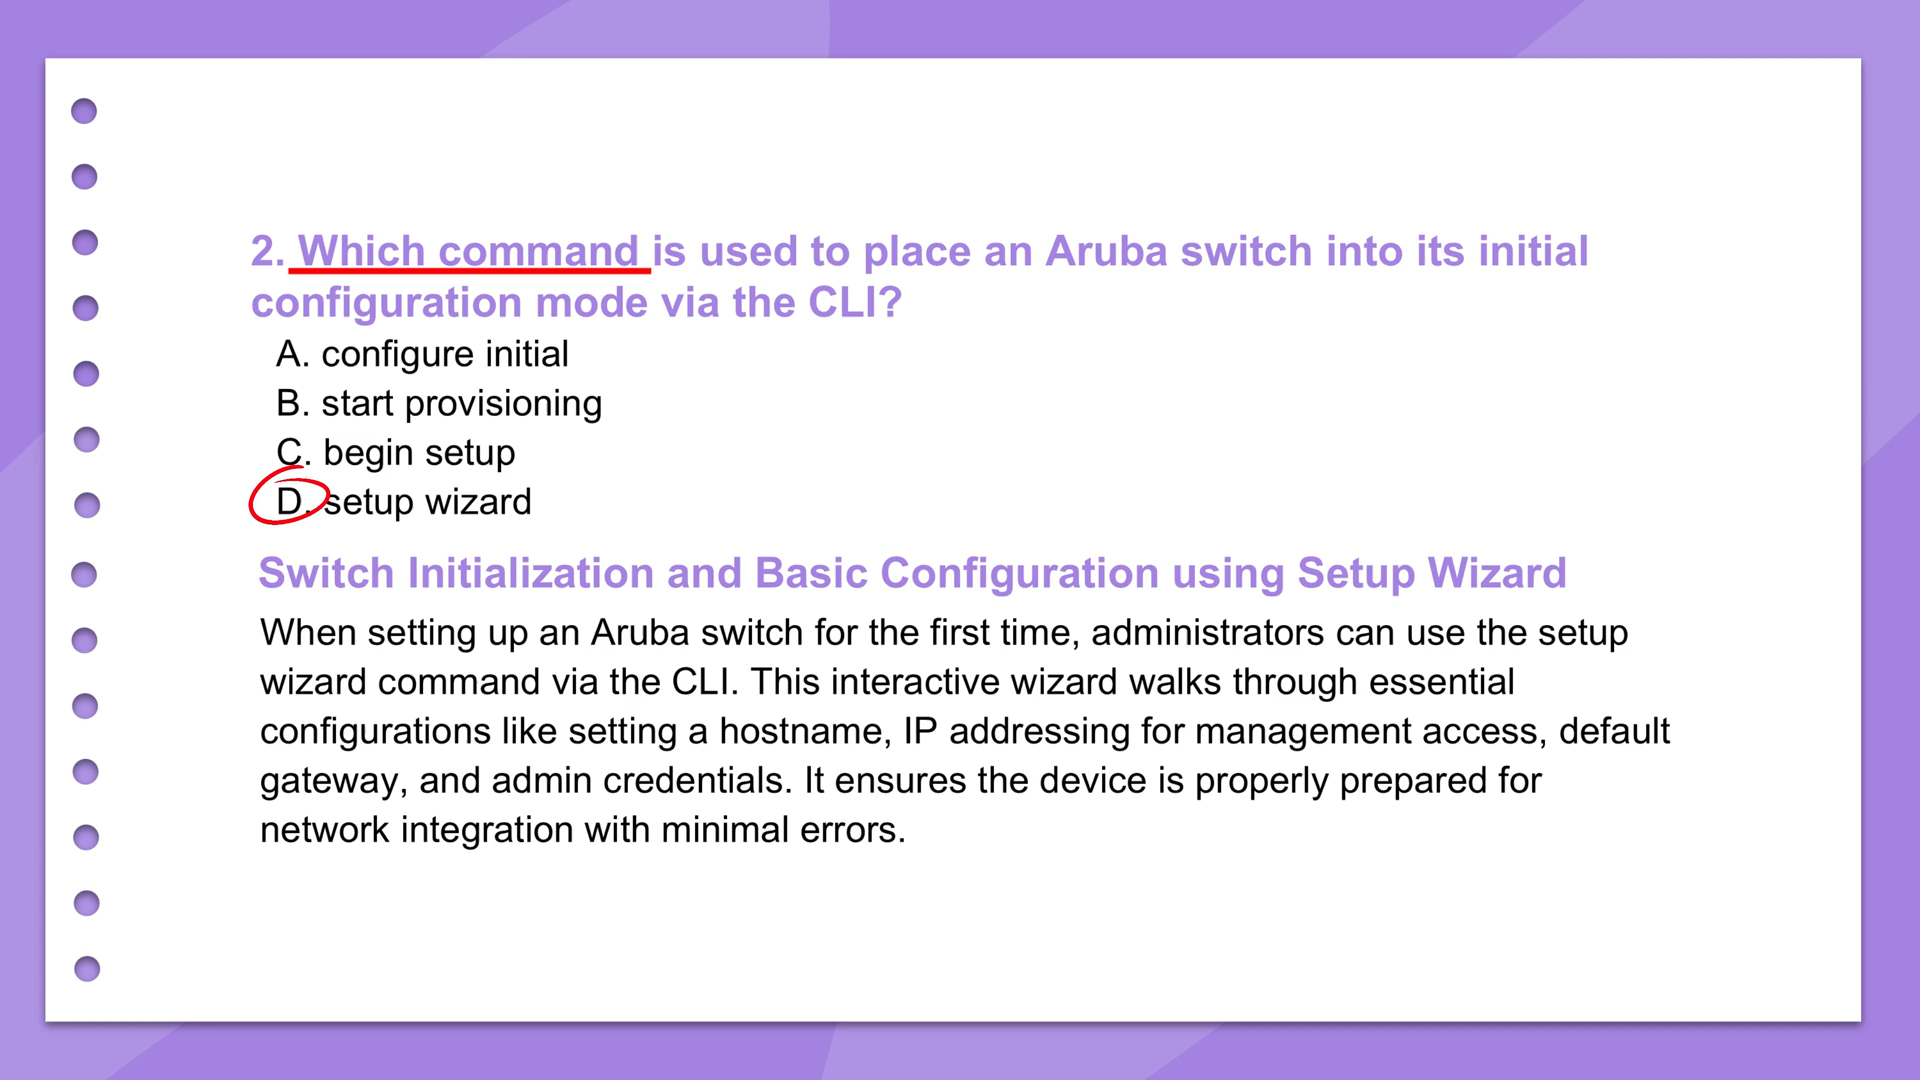 2. Which command is used to place an Aruba switch into its initial
configuration mode via the CLI?
A. configure initial
B. start provisioning
C. begin setup
D. setup wizard
Switch Initialization and Basic Configuration using Setup Wizard
When setting up an Aruba switch for the first time, administrators can use the setup
wizard command via the CLI. This interactive wizard walks through essential
configurations like setting a hostname, IP addressing for management access, default
gateway, and admin credentials. It ensures the device is properly prepared for
network integration with minimal errors.